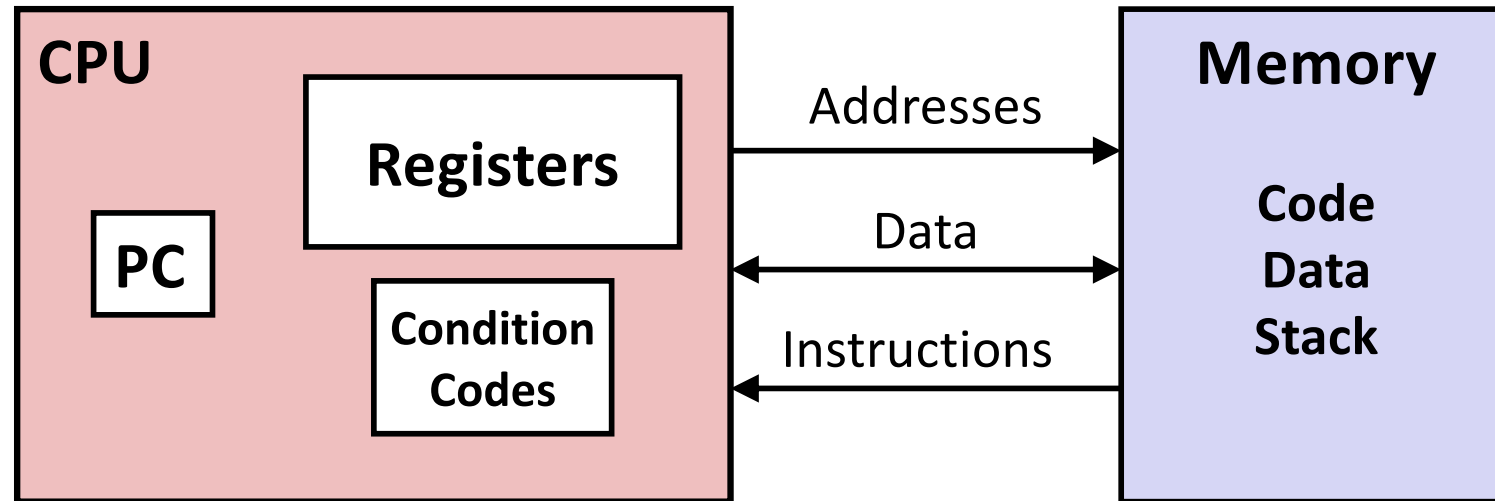 CPU
Registers
PC
Condition
Codes
Addresses
Data
Instructions
Memory
Code
Data
Stack